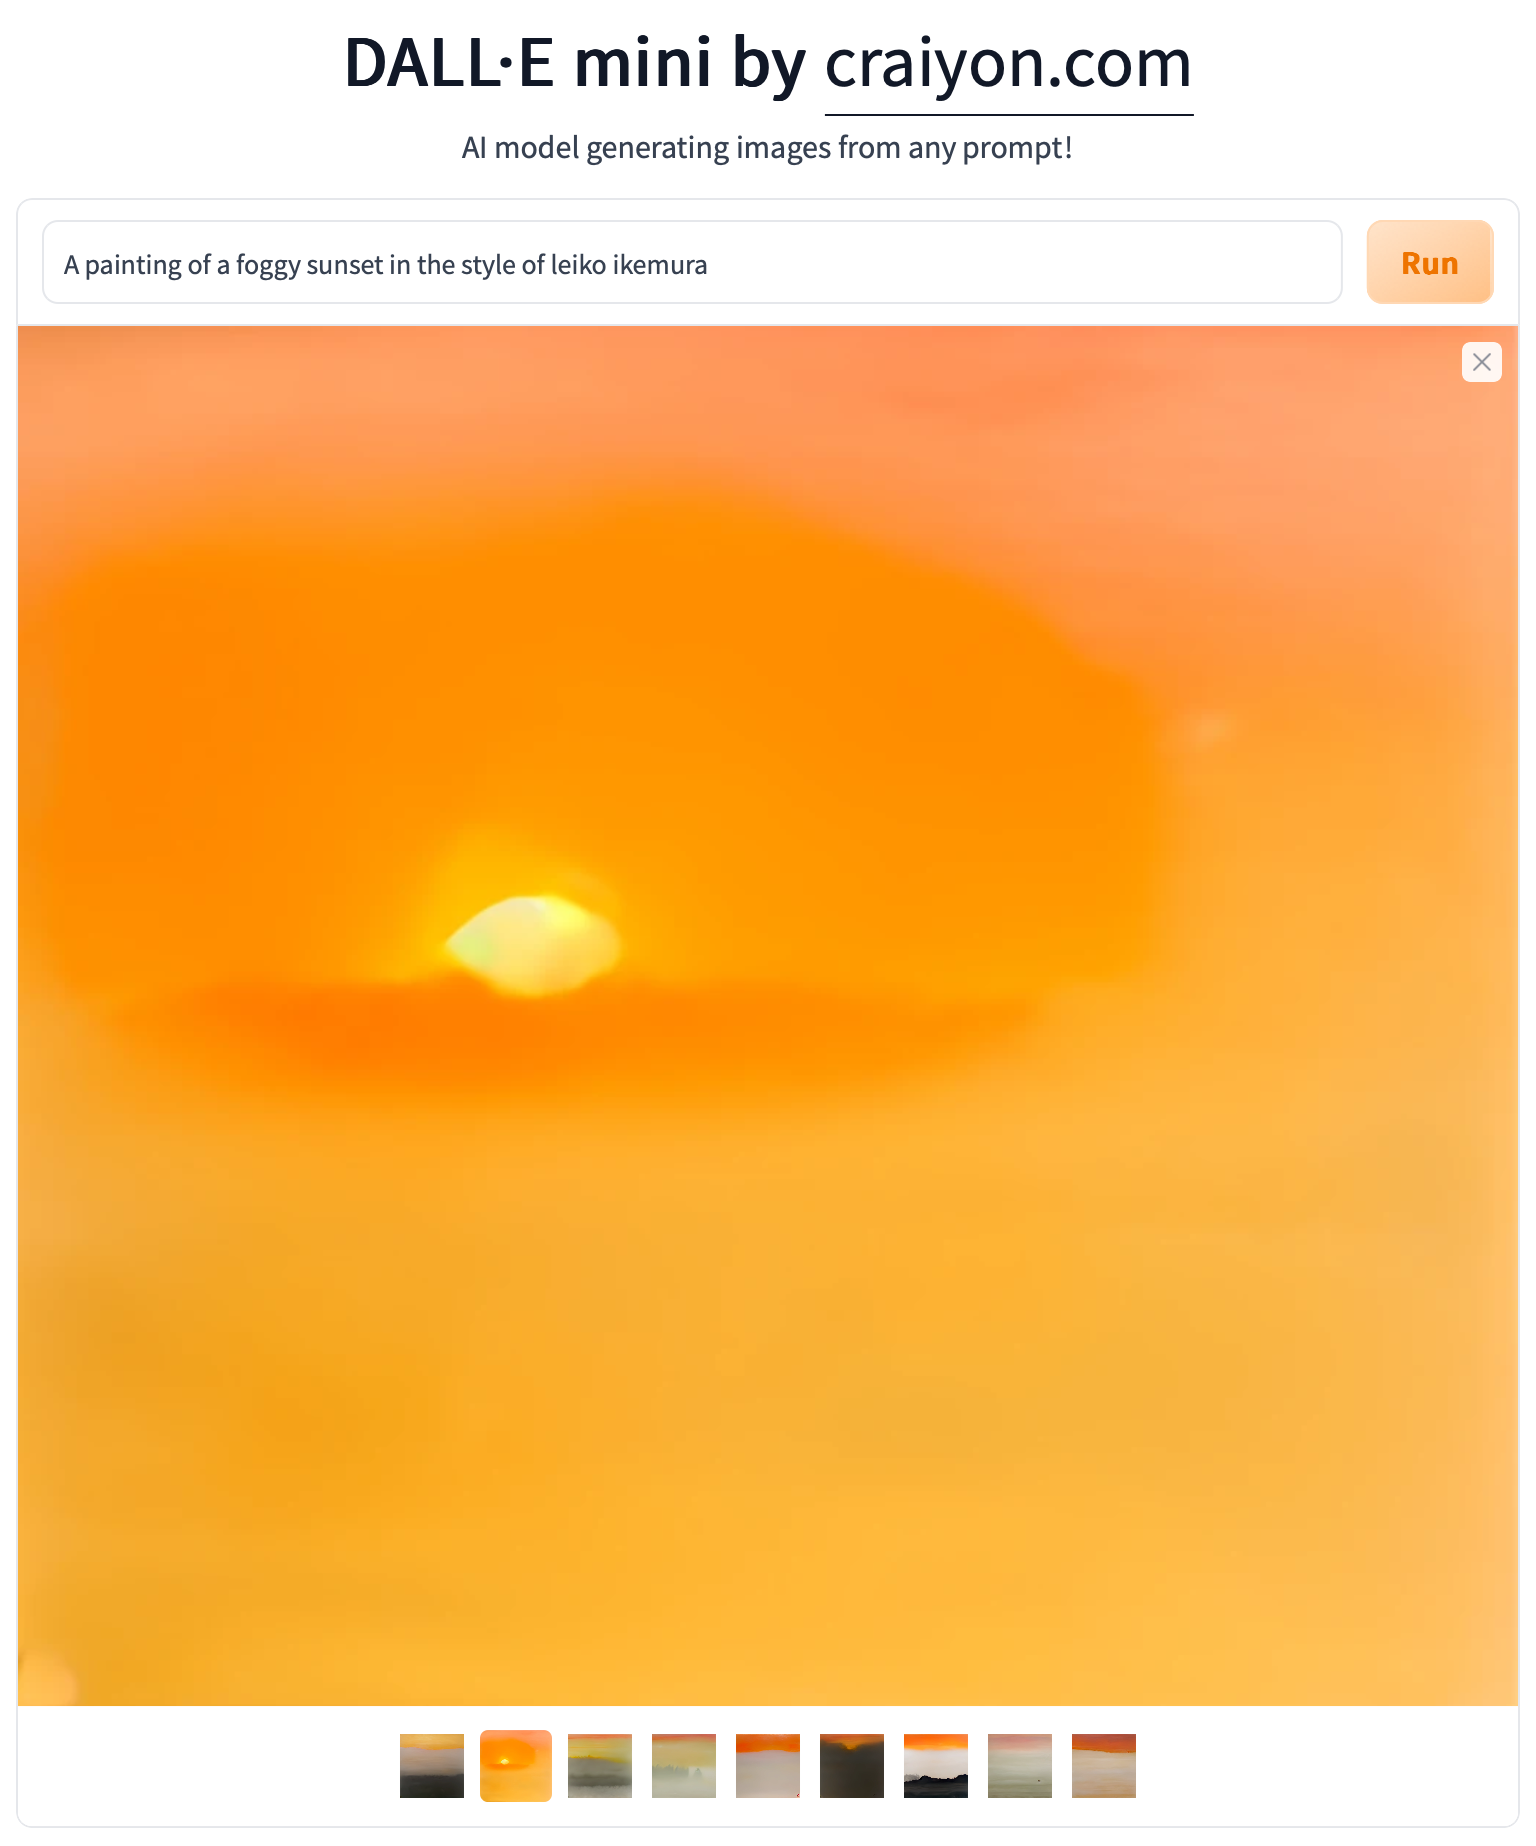 DALL·E mini by craiyon.com
AI model generating images from any prompt!
A painting of a foggy sunset in the style of leiko ikemura
Run